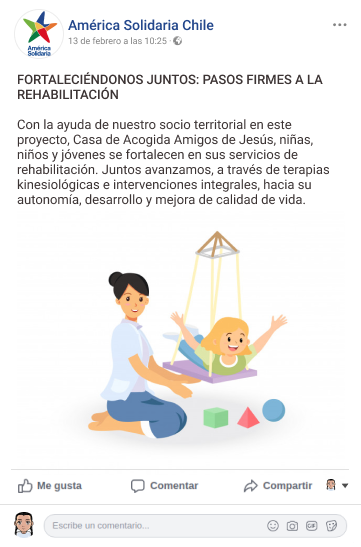 América Solidaria
América Solidaria Chile
13 de febrero a las 10:25 ·
FORTALECIÉNDONOS JUNTOS: PASOS FIRMES A LA
REHABILITACIÓN
Con la ayuda de nuestro socio territorial en este
proyecto, Casa de Acogida Amigos de Jesús, niñas,
niños y jóvenes se fortalecen en sus servicios de
rehabilitación. Juntos avanzamos, a través de terapias
kinesiológicas e intervenciones integrales, hacia su
autonomía, desarrollo y mejora de calidad de vida.
Me gusta Comentar Compartir
Escribe un comentario...